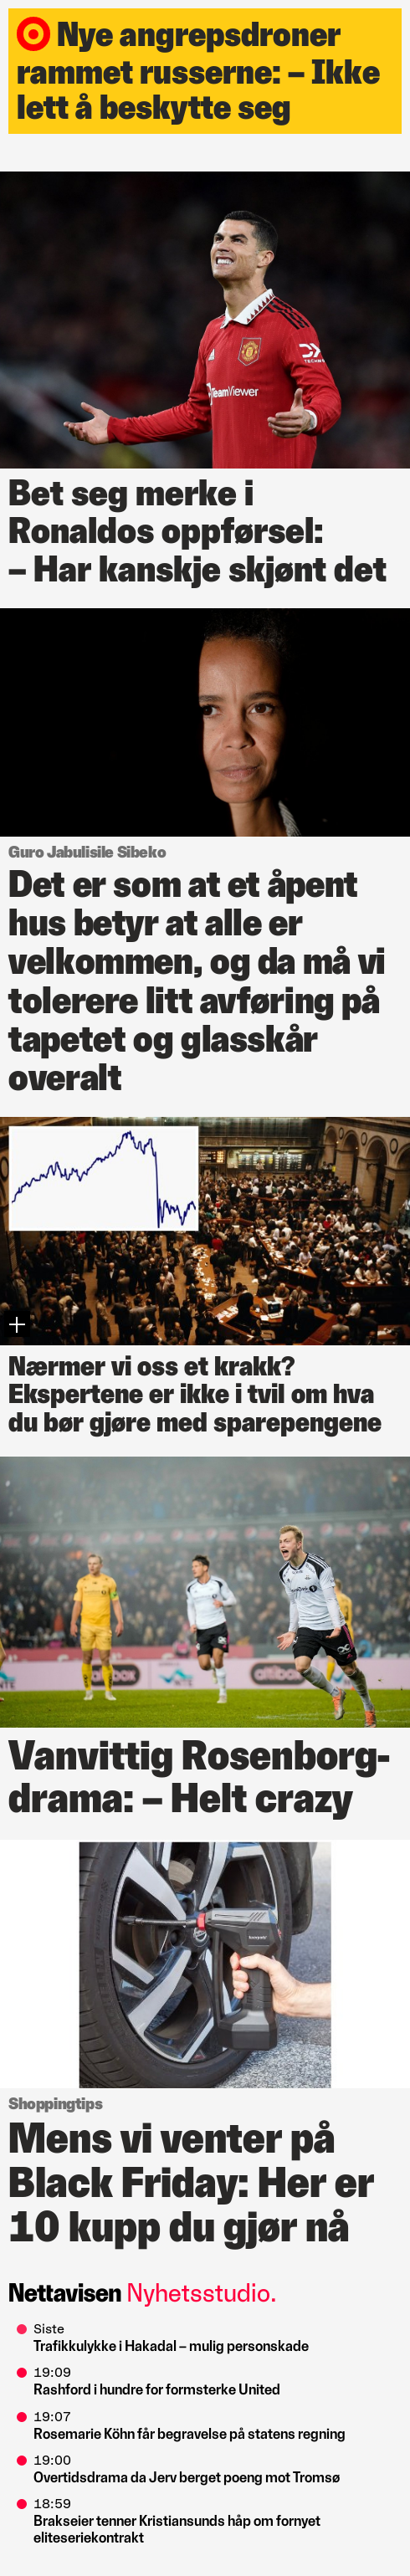 Nye angrepsdroner
rammet russerne: – Ikke
lett å beskytte seg
TeamViewer
Bet seg merke i
Ronaldos oppførsel:
– Har kanskje skjønt det
Guro Jabulisile Sibeko
Det er som at et åpent
hus betyr at alle er
velkommen, og da må vi
tolerere litt avføring på
tapetet og glasskår
overalt
Nærmer vi oss et krakk?
Ekspertene er ikke i tvil om hva
du bør gjøre med sparepengene
Vanvittig Rosenborg-
drama: – Helt crazy
Shoppingtips
Mens vi venter på
Black Friday: Her er
10 kupp du gjør nå
Nettavisen Nyhetsstudio.
Siste
Trafikkulykke i Hakadal – mulig personskade
19:09
Rashford i hundre for formsterke United
19:07
Rosemarie Köhn får begravelse på statens regning
19:00
Overtidsdrama da Jerv berget poeng mot Tromsø
18:59
Brakseier tenner Kristiansunds håp om fornyet
eliteseriekontrakt